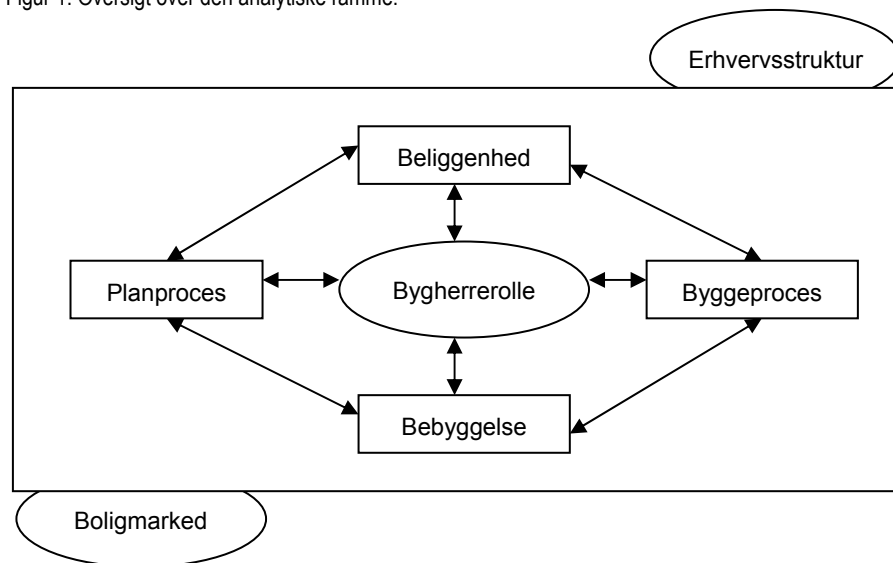 Figur 1. Oversigt over den analytiske ramme.
Erhvervsstruktur
Beliggenhed
Planproces
Bygherrerolle
Byggeproces
Bebyggelse
Boligmarked